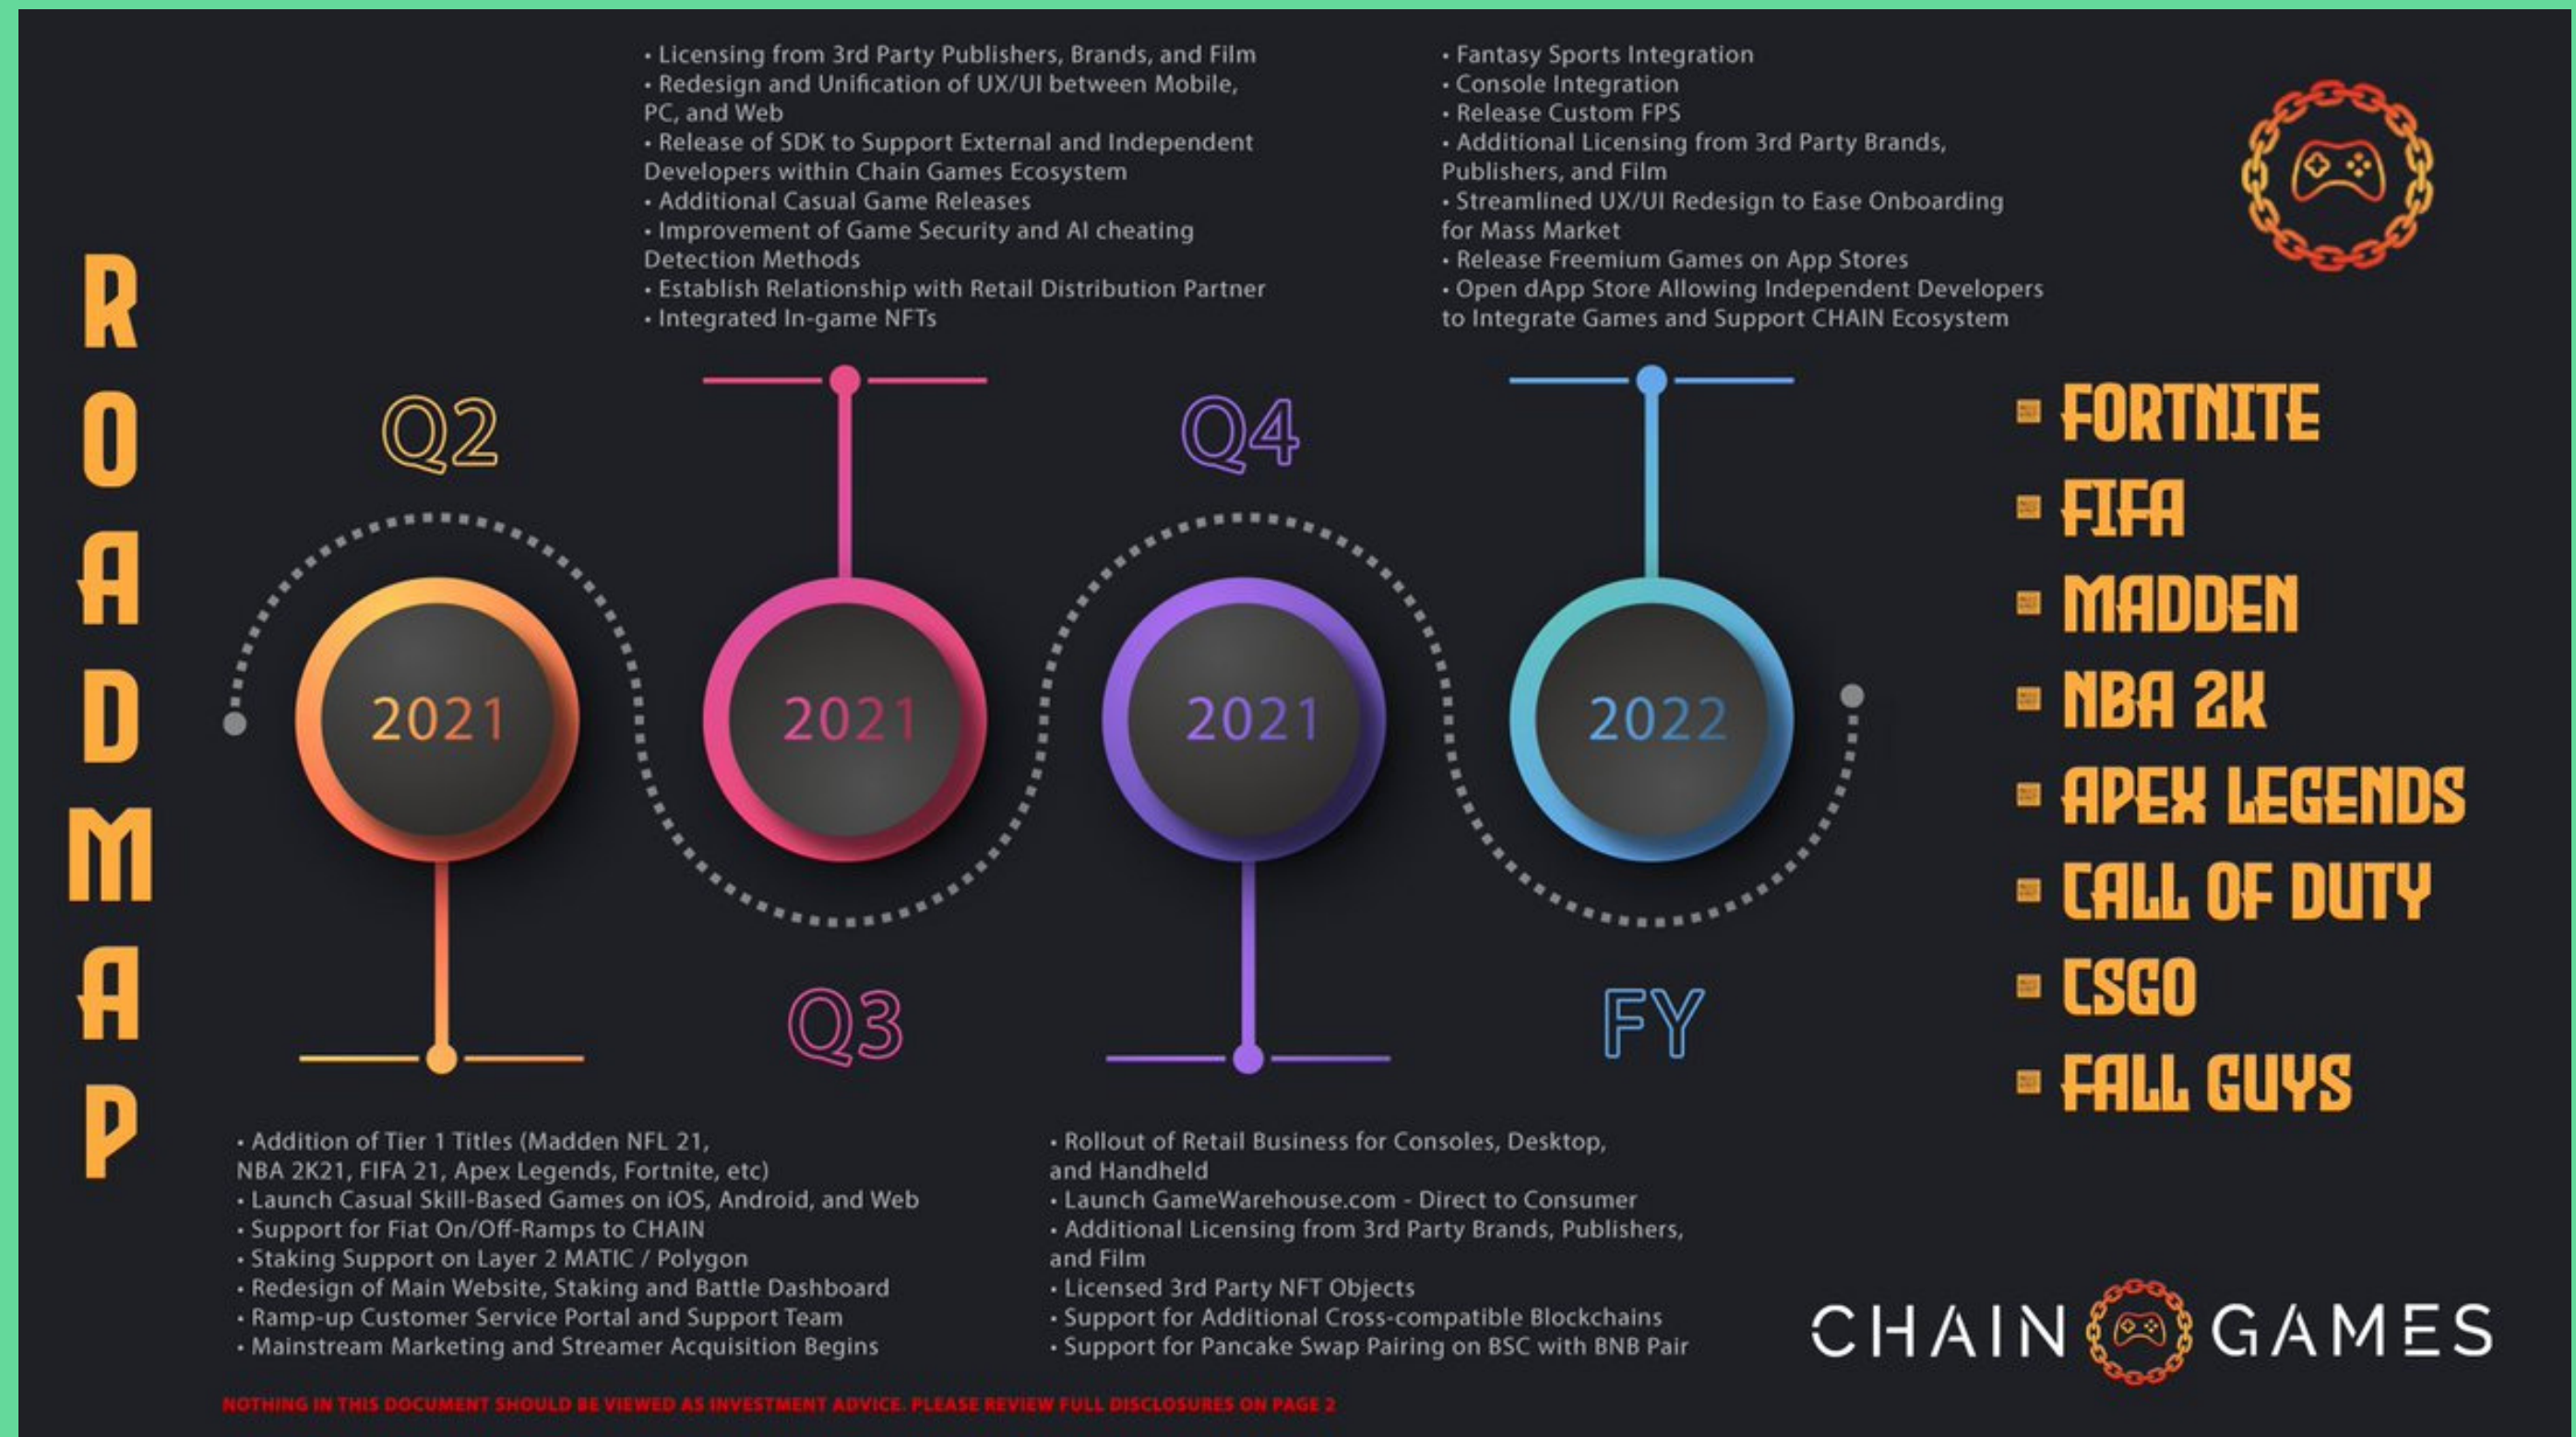 ROADMAP
• Licensing from 3rd Party Publishers, Brands, and Film
• Redesign and Unification of UX/UI between Mobile,
PC, and Web
• Release of SDK to Support External and Independent
Developers within Chain Games Ecosystem
• Additional Casual Game Releases
• Improvement of Game Security and AI cheating
Detection Methods
• Establish Relationship with Retail Distribution Partner
• Integrated In-game NFTs
• Fantasy Sports Integration
• Console Integration
• Release Custom FPS
• Additional Licensing from 3rd Party Brands,
Publishers, and Film
• Streamlined UX/UI Redesign to Ease Onboarding
for Mass Market
• Release Freemium Games on App Stores
• Open dApp Store Allowing Independent Developers
to Integrate Games and Support CHAIN Ecosystem
Q2
Q4
2021
2021
2021
2022
Q3
FY
• Addition of Tier 1 Titles (Madden NFL 21,
NBA 2K21, FIFA 21, Apex Legends, Fortnite, etc)
• Launch Casual Skill-Based Games on iOS, Android, and Web
• Support for Fiat On/Off-Ramps to CHAIN
• Staking Support on Layer 2 MATIC / Polygon
• Redesign of Main Website, Staking and Battle Dashboard
• Ramp-up Customer Service Portal and Support Team
• Mainstream Marketing and Streamer Acquisition Begins
• Rollout of Retail Business for Consoles, Desktop,
and Handheld
• Launch GameWarehouse.com - Direct to Consumer
• Additional Licensing from 3rd Party Brands, Publishers,
and Film
• Licensed 3rd Party NFT Objects
• Support for Additional Cross-compatible Blockchains
• Support for Pancake Swap Pairing on BSC with BNB Pair
FORTNITE
FIFA
MADDEN
NBA 2K
APEX LEGENDS
CALL OF DUTY
CSGO
FALL GUYS
CHAIN GAMES
NOTHING IN THIS DOCUMENT SHOULD BE VIEWED AS INVESTMENT ADVICE. PLEASE REVIEW FULL DISCLOSURES ON PAGE 2